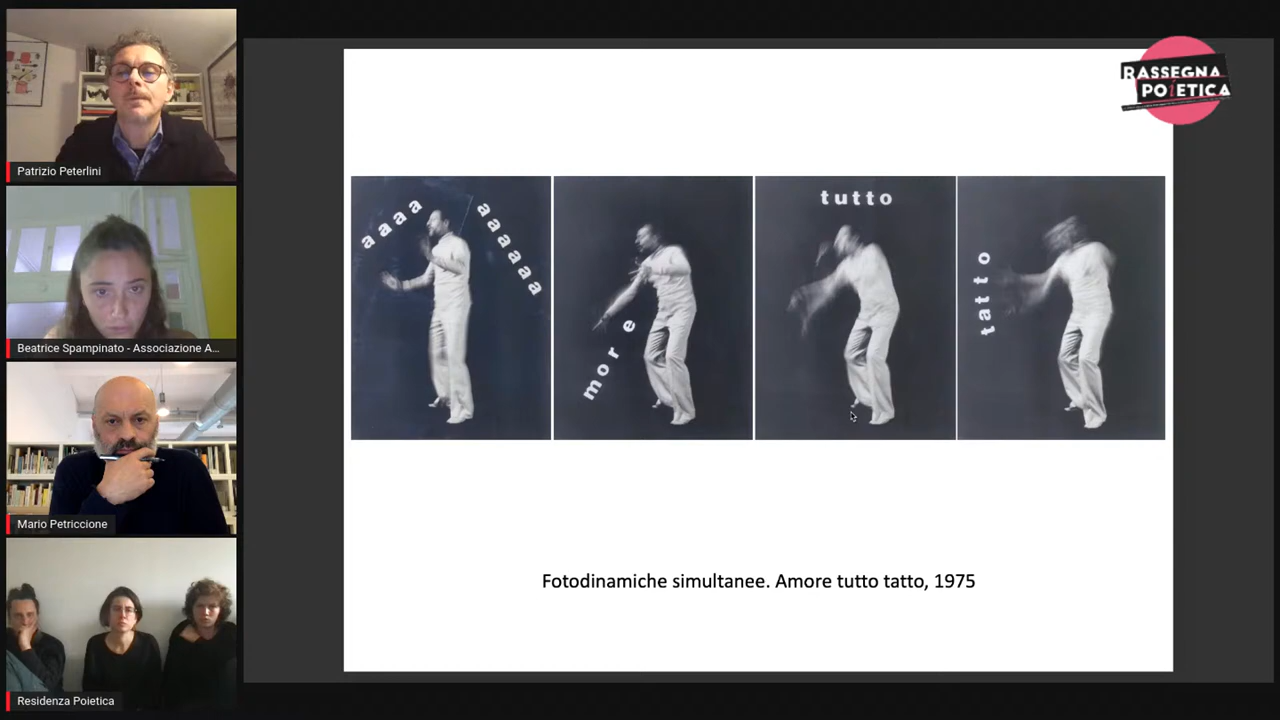 Patrizio Peterlini
Beatrice Spampinato - Associazione A...
Mario Petriccione
Residenza Poietica
RASSEGNA
POiETICA
aaaa
aaaaaa
more
tutto
tatto
Fotodinamiche simultanee. Amore tutto tatto, 1975